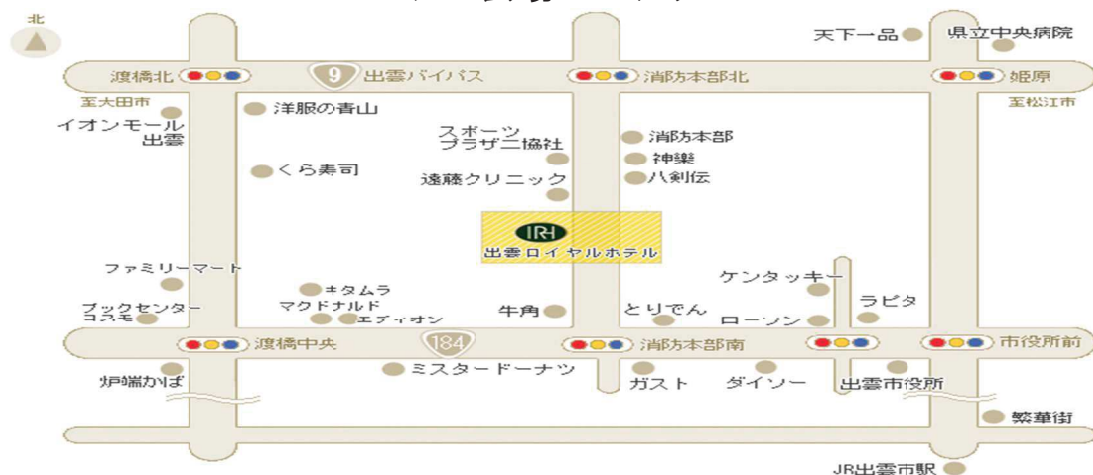 北
天下一品
県立中央病院
渡橋北
9
出雲バイパス
消防本部北
姫原
至大田市
至松江市
イオンモール
出雲
洋服の青山
スポーツ
プラザ二協社
消防本部
神樂
八剣伝
くら寿司
遠藤クリニック
IRH
出雲ロイヤルホテル
ファミリーマート
ケンタッキー
キタムラ
ブックセンター
コスモ
マクドナルド
エディオン
牛角
とりでん
ローソン
ラピタ
渡橋中央
184
消防本部南
市役所前
炉端かば
ミスタードーナツ
ガスト
ダイソー
出雲市役所
繁華街
JR出雲市駅